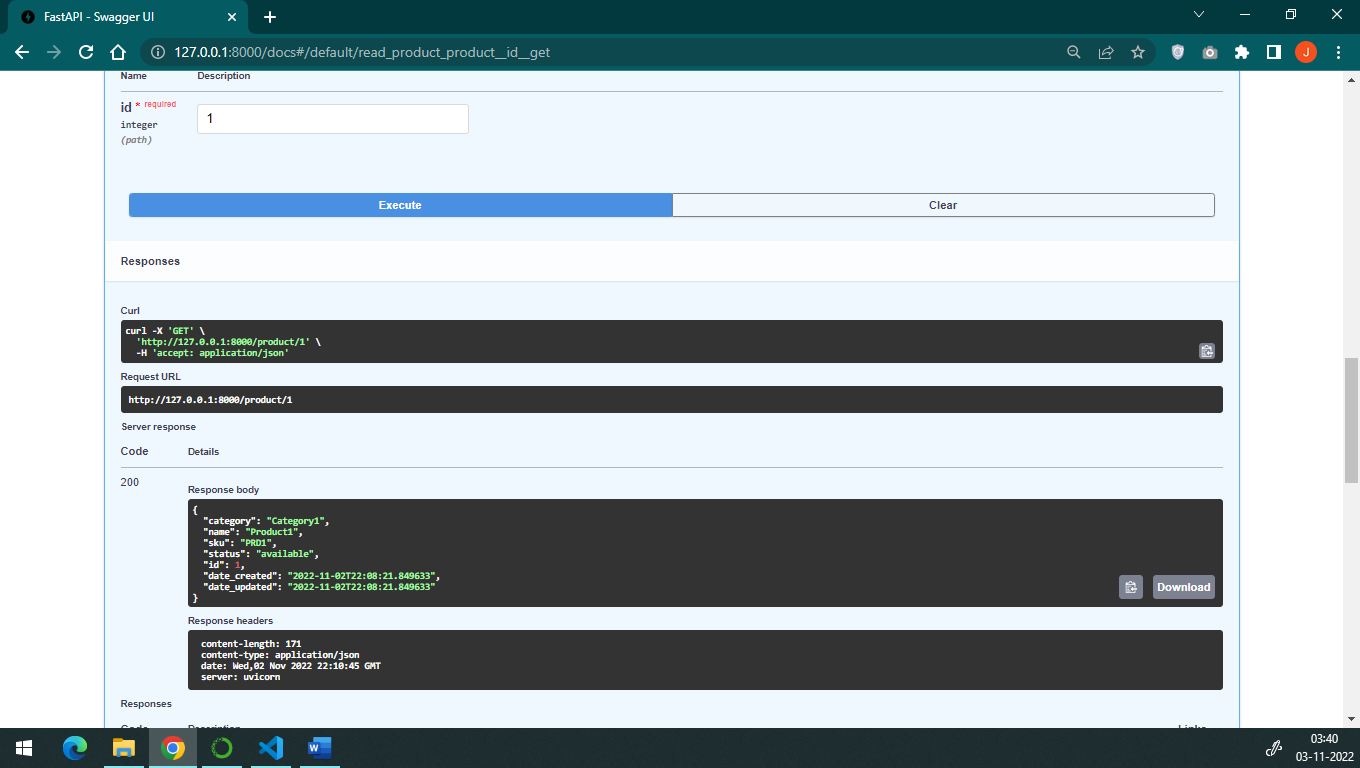 FastAPI - Swagger UI
127.0.0.1:8000/docs#/default/read_product_product__id__get
J
Name Description
id * required
1
integer
(path)
Execute Clear
Responses
Curl
curl -X 'GET' \
'http://127.0.0.1:8000/product/1' \
-H 'accept: application/json'
Request URL
http://127.0.0.1:8000/product/1
Server response
Code Details
200
Response body
{
"category": "Category1",
"name": "Product1",
"sku": "PRD1",
"status": "available",
"id": 1,
"date_created": "2022-11-02T22:08:21.849633",
"date_updated": "2022-11-02T22:08:21.849633"
}
Download
Response headers
content-length: 171
content-type: application/json
date: Wed,02 Nov 2022 22:10:45 GMT
server: uvicorn
Responses
Code Description Links
W
03:40
03-11-2022